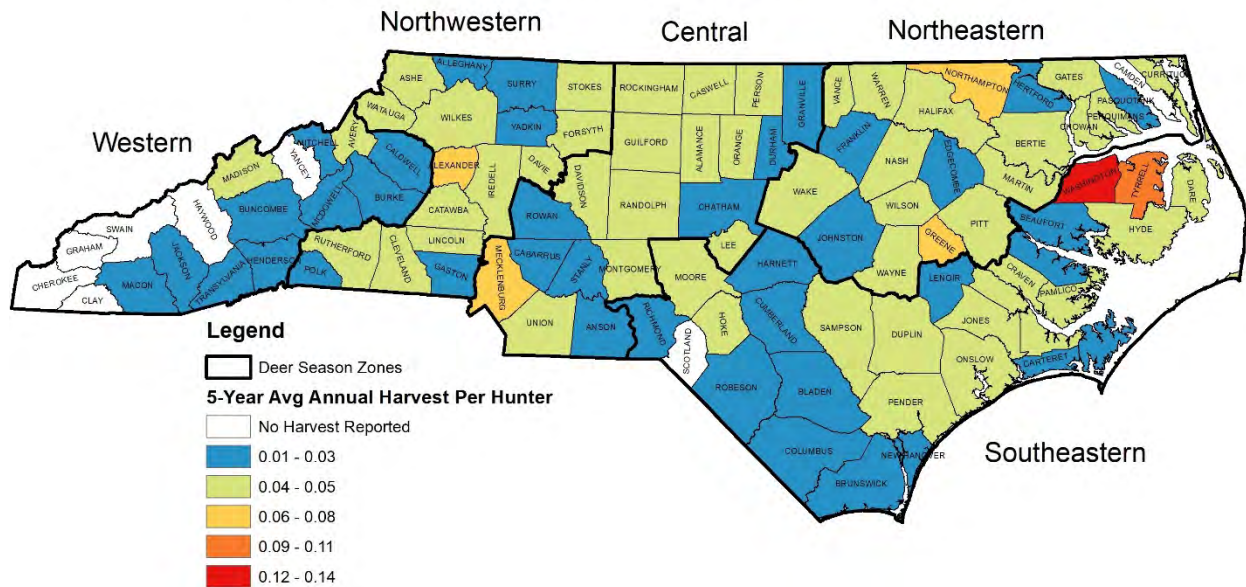 Northwestern
Central
Northeastern
Western
Southeastern
ASHE
ALLEGHANY
SURRY
STOKES
ROCKINGHAM
CASWELL
PERSON
GRANVILLE
VANCE
WARREN
NORTHAMPTON
HERTFORD
GATES
CAMDEN
CURRITUC
PASQUOTANK
PERQUIMANS
CHOWAN
WATAUGA
WILKES
YADKIN
FORSYTH
GUILFORD
ALAMANCE
ORANGE
DURHAM
FRANKLIN
HALIFAX
BERTIE
MITCHELL
AVERY
CALDWELL
LEXANDER
IREDELL
DAVIE
DAVIDSON
RANDOLPH
CHATHAM
WAKE
NASH
EDGECOMBE
MARTIN
WASHINGTON
TYRRELL
DARE
MADISON
YANCEY
MCDOWELL
BURKE
CATAWBA
ROWAN
WILSON
PITT
BEAUFORT
HYDE
SWAIN
HAYWOOD
BUNCOMBE
RUTHERFORD
CLEVELAND
LINCOLN
CABARRUS
STANLY
MONTGOMERY
MOORE
LEE
HARNETT
JOHNSTON
WAYNE
GREENE
LENOIR
CRAVEN
PAMLICO
GRAHAM
CHEROKEE
CLAY
MACON
JACKSON
TRANSYLVANIA
HENDERSO
POLK
GASTON
MECKLENBURG
UNION
ANSON
RICHMOND
SCOTLAND
HOKE
CUMBERLAND
SAMPSON
DUPLIN
JONES
ONSLOW
CARTERET
ROBESON
BLADEN
PENDER
COLUMBUS
NEW HANOVER
BRUNSWICK
Legend
Deer Season Zones
5-Year Avg Annual Harvest Per Hunter
No Harvest Reported
0.01 - 0.03
0.04 - 0.05
0.06 - 0.08
0.09 - 0.11
0.12 - 0.14